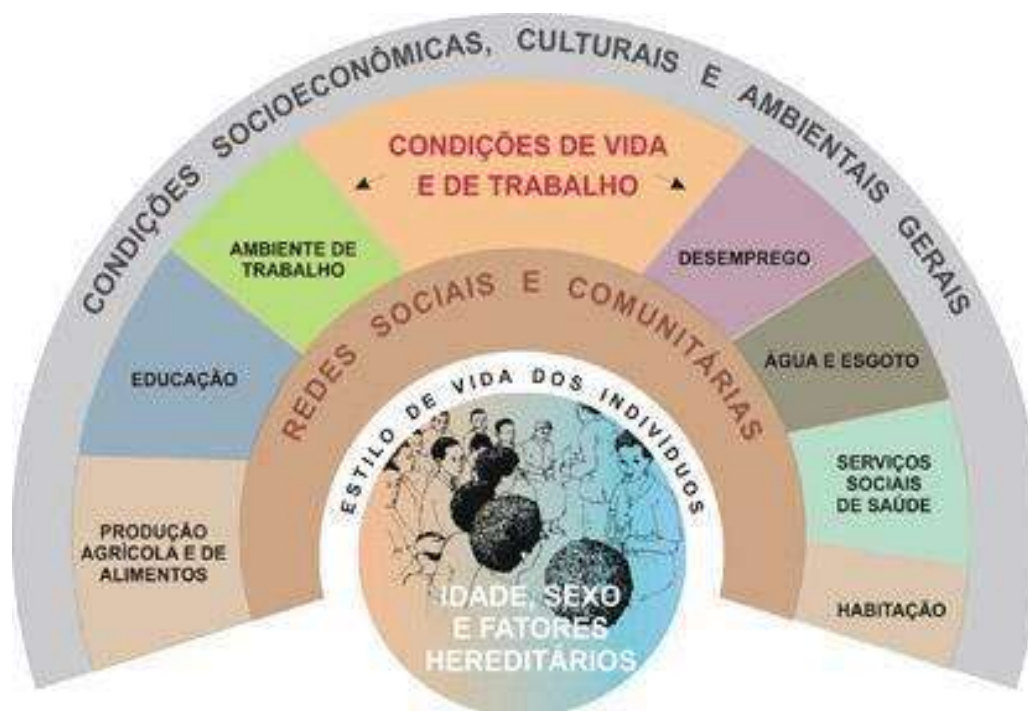 CONDIÇÕES SOCIOECONÔMICAS, CULTURAIS E AMBIENTAIS GERAIS
CONDIÇÕES DE VIDA
E DE TRABALHO
AMBIENTE DE
TRABALHO
DESEMPREGO
EDUCAÇÃO
ÁGUA E ESGOTO
PRODUÇÃO
AGRÍCOLA E DE
ALIMENTOS
SERVIÇOS
SOCIAIS
DE SAÚDE
HABITAÇÃO
REDES SOCIAIS E COMUNITÁRIAS
ESTILO DE VIDA DOS INDIVÍDUOS
IDADE, SEXO
E FATORES
HEREDITÁRIOS